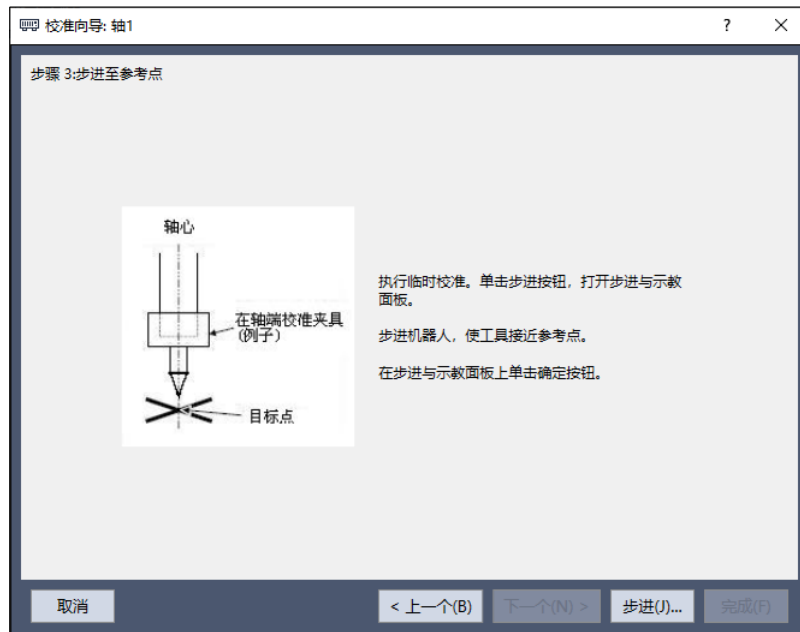 校准向导: 轴1
?
步骤 3:步进至参考点
轴心
在轴端校准夹具
(例子)
目标点
执行临时校准。单击步进按钮，打开步进与示教
面板。
步进机器人，使工具接近参考点。
在步进与示教面板上单击确定按钮。
取消
< 上一个(B)
下一个(N) >
步进(J)...
完成(F)